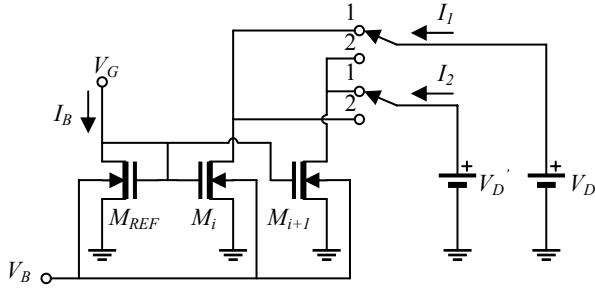 1
I1
2
VG
1
I2
2
IB
+
+
VD'
VD
MREF
Mi
Mi+1
VB